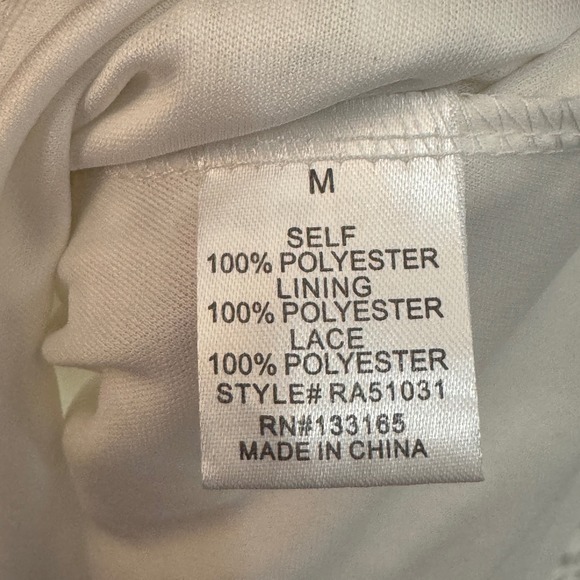 M
SELF
100% POLYESTER
LINING
100% POLYESTER
LACE
100% POLYESTER
STYLE# RA51031
RN#133165
MADE IN CHINA